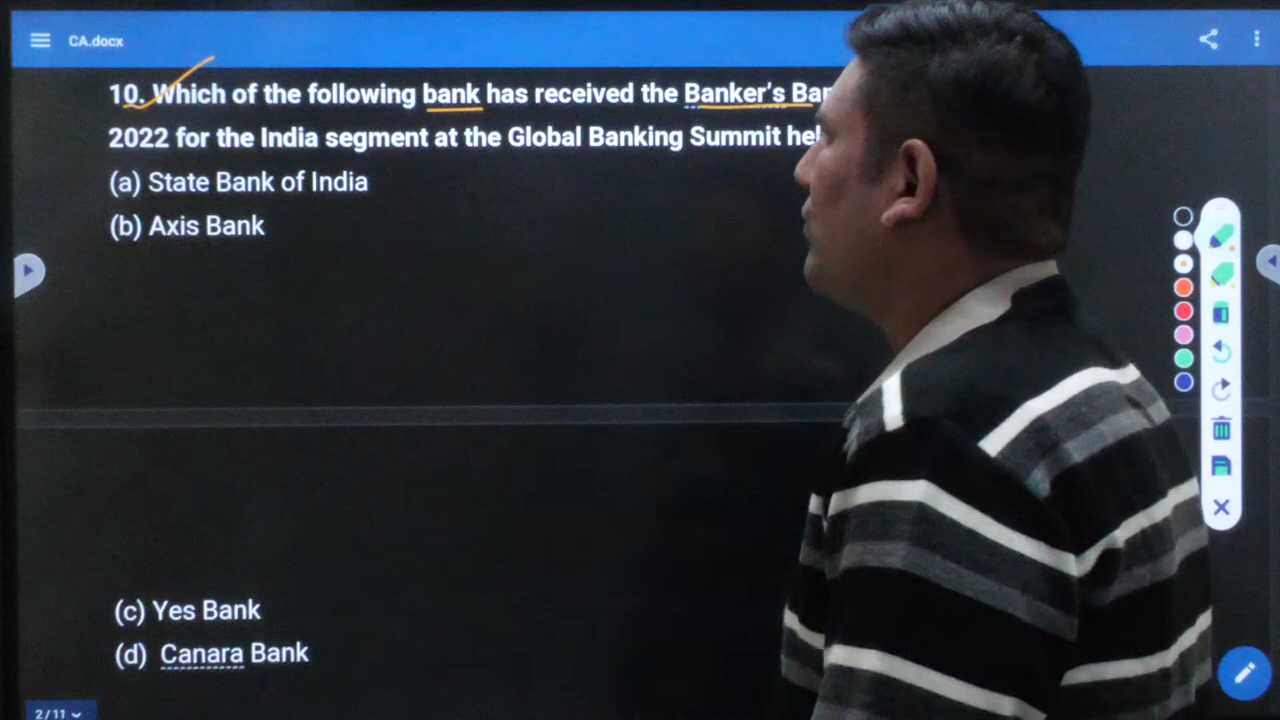 CA.docx
10. Which of the following bank has received the Banker's
2022 for the India segment at the Global Banking Summit
(a) State Bank of India
(b) Axis Bank
(c) Yes Bank
(d) Canara Bank
2/11